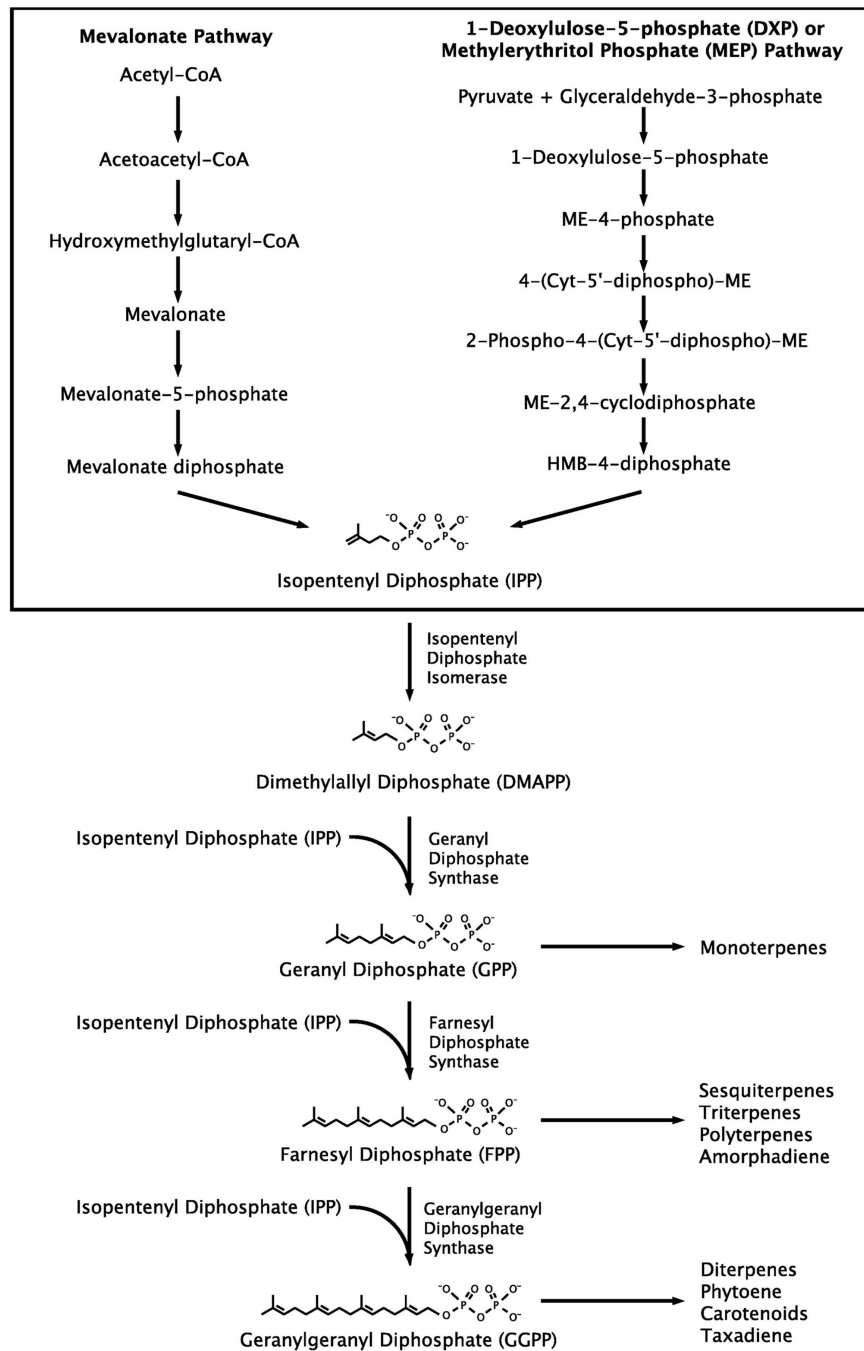 Mevalonate Pathway
Acetyl-CoA
Acetoacetyl-CoA
Hydroxymethylglutaryl-CoA
Mevalonate
Mevalonate-5-phosphate
Mevalonate diphosphate
1-Deoxylulose-5-phosphate (DXP) or
Methylerythritol Phosphate (MEP) Pathway
Pyruvate + Glyceraldehyde-3-phosphate
1-Deoxylulose-5-phosphate
ME-4-phosphate
4-(Cyt-5'-diphospho)-ME
2-Phospho-4-(Cyt-5'-diphospho)-ME
ME-2,4-cyclodiphosphate
HMB-4-diphosphate
⁻O O O O⁻
P P
O O O⁻
Isopentenyl Diphosphate (IPP)
Isopentenyl
Diphosphate
Isomerase
⁻O O O O⁻
P P
O O O⁻
Dimethylallyl Diphosphate (DMAPP)
Isopentenyl Diphosphate (IPP)
Geranyl
Diphosphate
Synthase
⁻O O O O⁻
P P
O O O⁻
Geranyl Diphosphate (GPP)
Monoterpenes
Isopentenyl Diphosphate (IPP)
Farnesyl
Diphosphate
Synthase
⁻O O O O⁻
P P
O O O⁻
Farnesyl Diphosphate (FPP)
Sesquiterpenes
Triterpenes
Polyterpenes
Amorphadiene
Isopentenyl Diphosphate (IPP)
Geranylgeranyl
Diphosphate
Synthase
⁻O O O O⁻
P P
O O O⁻
Geranylgeranyl Diphosphate (GGPP)
Diterpenes
Phytoene
Carotenoids
Taxadiene